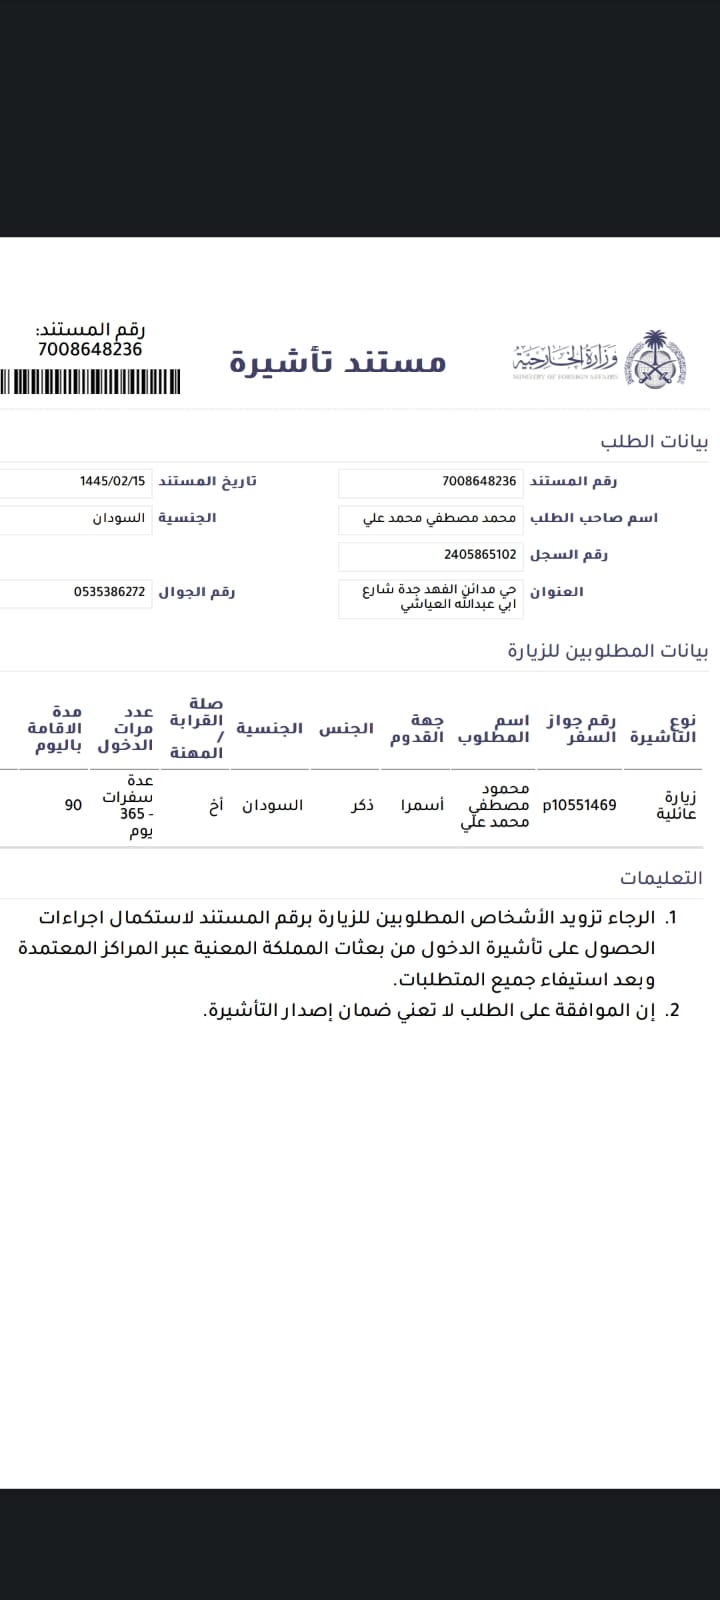 وزارة الخارجية
MINISTRY OF FOREIGN AFFAIRS
مستند تأشيرة
رقم المستند:
7008648236
بيانات الطلب
رقم المستند 7008648236 تاريخ المستند 1445/02/15
اسم صاحب الطلب محمد مصطفي محمد علي الجنسية السودان
رقم السجل 2405865102
العنوان حي مدائن الفهد جدة شارع ابي عبدالله العياشي رقم الجوال 0535386272
بيانات المطلوبين للزيارة
نوع التأشيرة رقم جواز السفر اسم المطلوب جهة القدوم الجنس الجنسية صلة القرابة / المهنة عدد مرات الدخول مدة الاقامة باليوم
زيارة عائلية p10551469 محمود مصطفي محمد علي أسمرا ذكر السودان أخ عدة سفرات - 365 يوم 90
التعليمات
1. الرجاء تزويد الأشخاص المطلوبين للزيارة برقم المستند لاستكمال اجراءات
الحصول على تأشيرة الدخول من بعثات المملكة المعنية عبر المراكز المعتمدة
وبعد استيفاء جميع المتطلبات.
2. إن الموافقة على الطلب لا تعني ضمان إصدار التأشيرة.